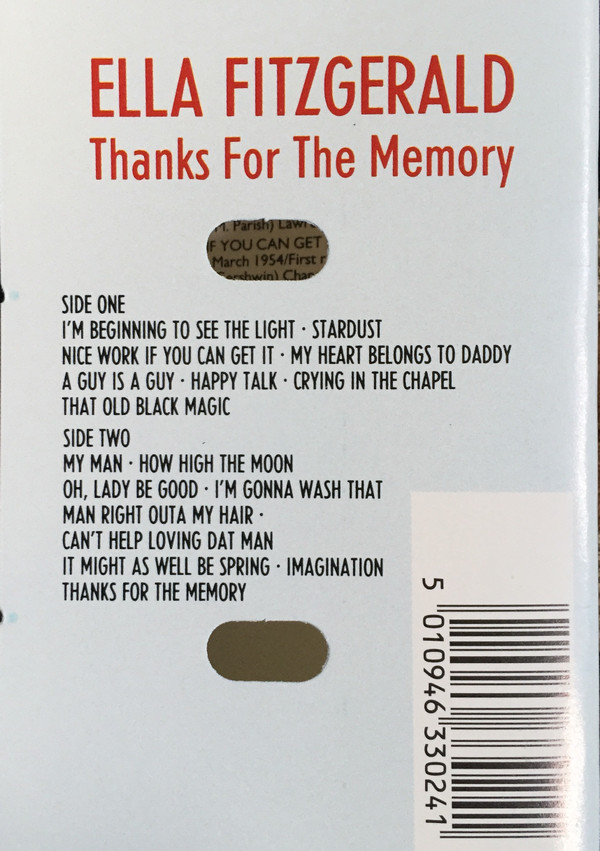 ELLA FITZGERALD
Thanks For The Memory
Parish)
F YOU CAN GET
March 1954/First
SIDE ONE
I'M BEGINNING TO SEE THE LIGHT · STARDUST
NICE WORK IF YOU CAN GET IT · MY HEART BELONGS TO DADDY
A GUY IS A GUY · HAPPY TALK · CRYING IN THE CHAPEL
THAT OLD BLACK MAGIC
SIDE TWO
MY MAN · HOW HIGH THE MOON
OH, LADY BE GOOD · I'M GONNA WASH THAT
MAN RIGHT OUTA MY HAIR ·
CAN'T HELP LOVING DAT MAN
IT MIGHT AS WELL BE SPRING · IMAGINATION
THANKS FOR THE MEMORY
5 010946 330241